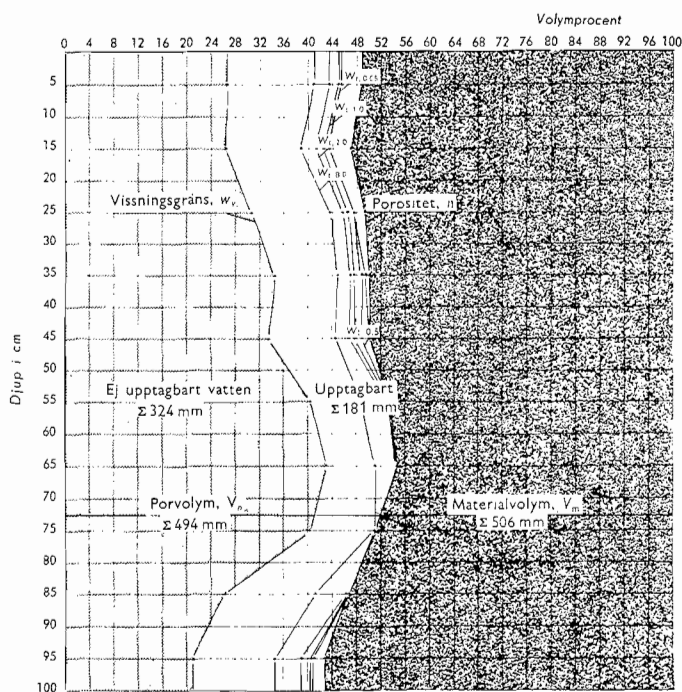 Volymprocent
0 4 8 12 16 20 24 28 32 36 40 44 48 52 56 60 64 68 72 76 80 84 88 92 96 100
Djup i cm
5
10
15
20
25
30
35
40
45
50
55
60
65
70
75
80
85
90
95
100
Vissningsgräns, wv.
Porositet, n
Ej upptagbart vatten
Σ 324 mm
Upptagbart
Σ 181 mm
Porvolym,
Σ 494 mm
Materialvolym, Vm
Σ 506 mm